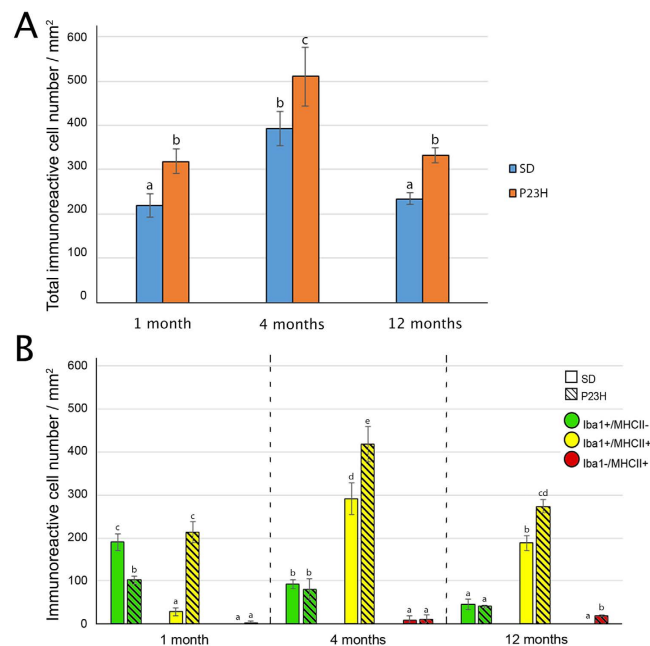 A
Total immunoreactive cell number / mm²
600
500
400
300
200
100
0
a
b
b
c
a
b
1 month
4 months
12 months
SD
P23H
B
Immunoreactive cell number / mm²
600
500
400
300
200
100
0
c
b
a
c
a
a
b
b
d
e
a
a
a
a
b
cd
a
b
1 month
4 months
12 months
SD
P23H
Iba1+/MHCII-
Iba1+/MHCII+
Iba1-/MHCII+